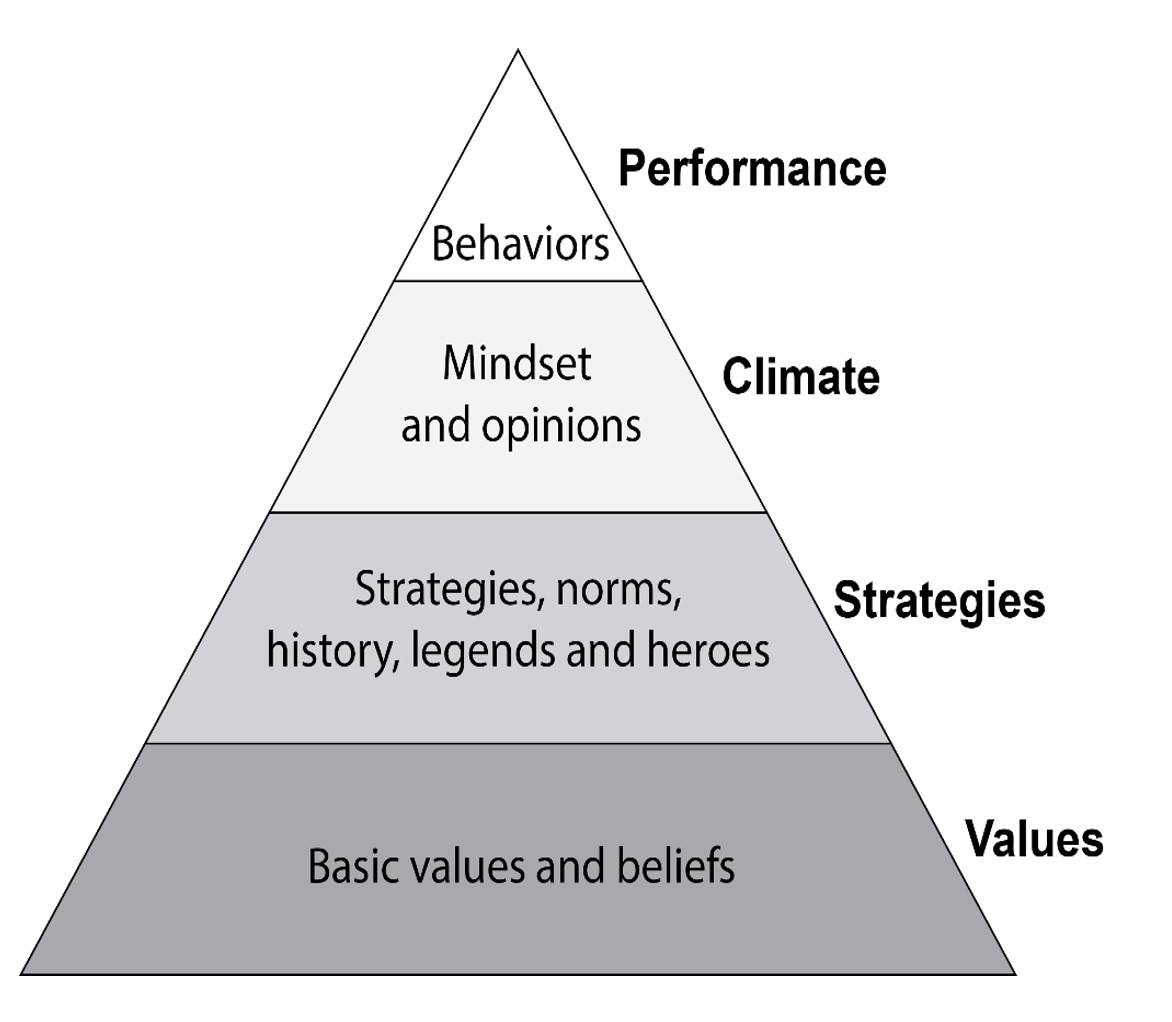 Performance
Behaviors
Mindset
and opinions
Climate
Strategies, norms,
history, legends and heroes
Strategies
Basic values and beliefs
Values